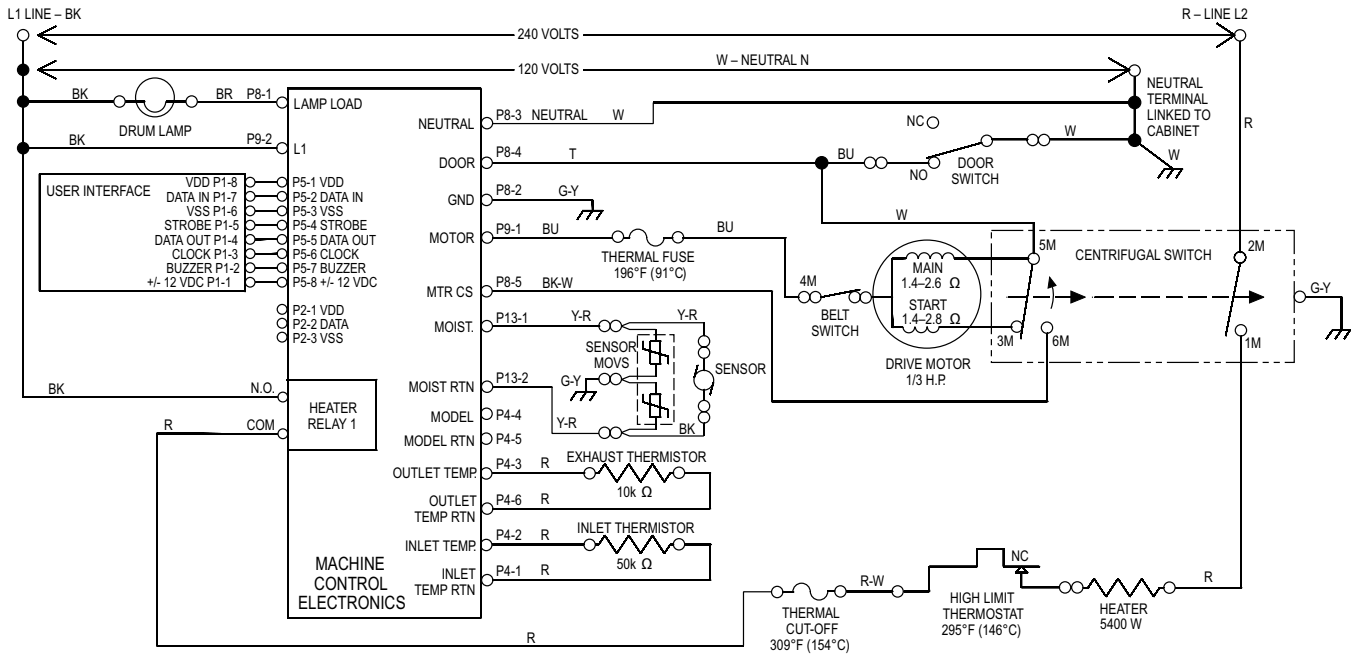 L1 LINE – BK
R – LINE L2
240 VOLTS
120 VOLTS
W – NEUTRAL N
NEUTRAL
TERMINAL
LINKED TO
CABINET
BK
BR
P8-1
LAMP LOAD
DRUM LAMP
BK
P9-2
L1
NEUTRAL
P8-3
NEUTRAL
W
NC
W
R
W
DOOR
P8-4
T
BU
NO
DOOR
SWITCH
USER INTERFACE
VDD P1-8
P5-1 VDD
DATA IN P1-7
P5-2 DATA IN
VSS P1-6
P5-3 VSS
STROBE P1-5
P5-4 STROBE
DATA OUT P1-4
P5-5 DATA OUT
CLOCK P1-3
P5-6 CLOCK
BUZZER P1-2
P5-7 BUZZER
+/- 12 VDC P1-1
P5-8 +/- 12 VDC
P2-1 VDD
P2-2 DATA
P2-3 VSS
GND
P8-2
G-Y
W
MOTOR
P9-1
BU
BU
THERMAL FUSE
196°F (91°C)
5M
CENTRIFUGAL SWITCH
2M
MAIN
1.4–2.6 Ω
START
1.4–2.8 Ω
4M
BELT
SWITCH
3M
6M
1M
G-Y
DRIVE MOTOR
1/3 H.P.
MTR CS
P8-5
BK-W
MOIST.
P13-1
Y-R
Y-R
SENSOR
MOVS
SENSOR
G-Y
MOIST RTN
P13-2
Y-R
BK
BK
N.O.
HEATER
RELAY 1
R
COM
MODEL
P4-4
MODEL RTN
P4-5
OUTLET TEMP.
P4-3
R
EXHAUST THERMISTOR
10k Ω
OUTLET
TEMP RTN
P4-6
R
INLET TEMP.
P4-2
R
INLET THERMISTOR
50k Ω
INLET
TEMP RTN
P4-1
R
MACHINE
CONTROL
ELECTRONICS
R
THERMAL
CUT-OFF
309°F (154°C)
R-W
NC
HIGH LIMIT
THERMOSTAT
295°F (146°C)
HEATER
5400 W
R